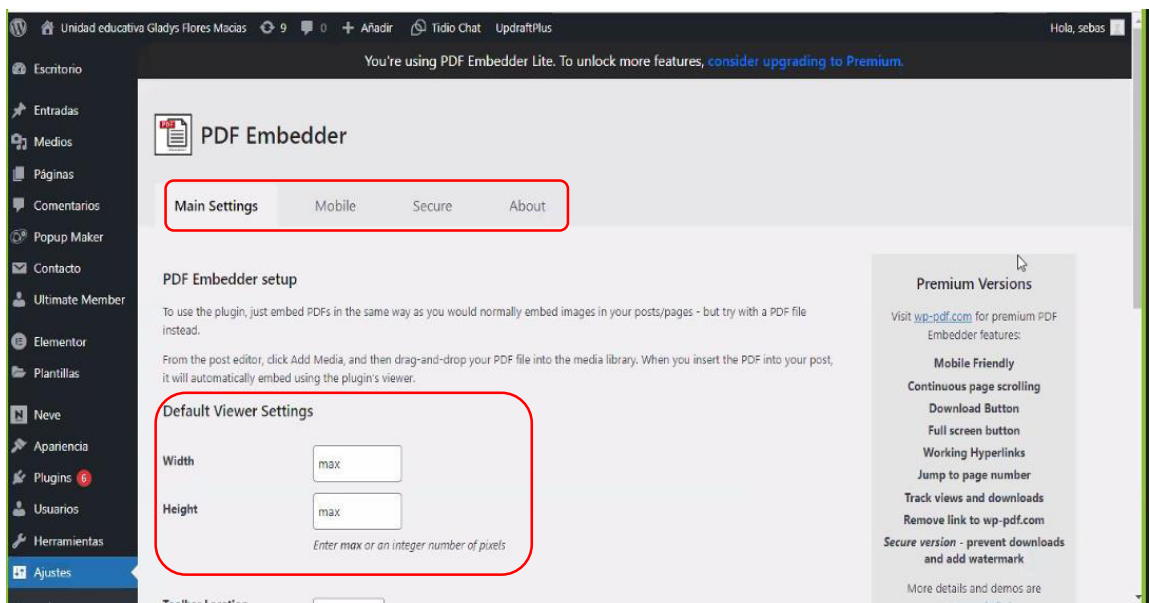 Unidad educativa Gladys Flores Macias 9 0 + Añadir Tidio Chat UpdraftPlus Hola, sebas
You're using PDF Embedder Lite. To unlock more features, consider upgrading to Premium.
Escritorio
Entradas
Medios
Páginas
Comentarios
Popup Maker
Contacto
Ultimate Member
Elementor
Plantillas
Neve
Apariencia
Plugins 6
Usuarios
Herramientas
Ajustes
PDF Embedder
Main Settings Mobile Secure About
PDF Embedder setup
To use the plugin, just embed PDFs in the same way as you would normally embed images in your posts/pages - but try with a PDF file
instead.
From the post editor, click Add Media, and then drag-and-drop your PDF file into the media library. When you insert the PDF into your post,
it will automatically embed using the plugin's viewer.
Default Viewer Settings
Width max
Height max
Enter max or an integer number of pixels
Toolbar Location
Premium Versions
Visit wp-pdf.com for premium PDF
Embedder features:
Mobile Friendly
Continuous page scrolling
Download Button
Full screen button
Working Hyperlinks
Jump to page number
Track views and downloads
Remove link to wp-pdf.com
Secure version - prevent downloads
and add watermark
More details and demos are